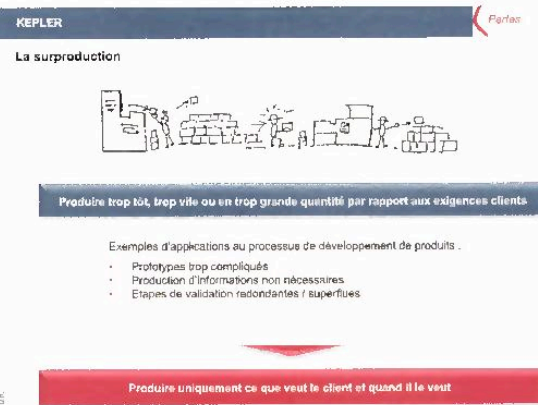 KEPLER
Pertes
La surproduction
Produire trop tôt, trop vite ou en trop grande quantité par rapport aux exigences clients
Exemples d'applications au processus de développement de produits :
· Prototypes trop compliqués
· Production d'informations non nécessaires
· Etapes de validation redondantes / superflues
Produire uniquement ce que veut le client et quand il le veut